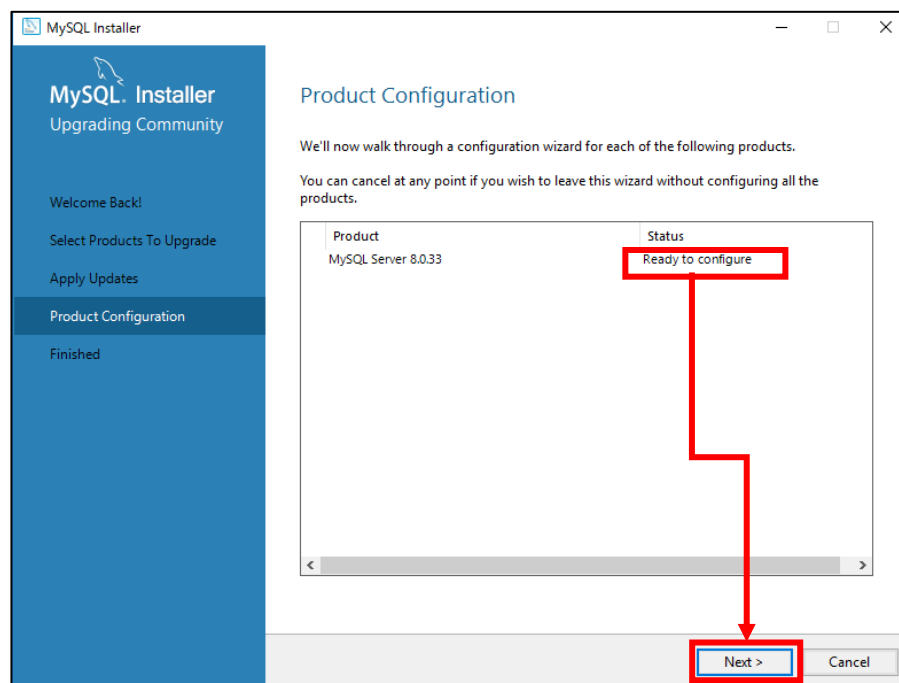 MySQL Installer
MySQL. Installer
Upgrading Community
Welcome Back!
Select Products To Upgrade
Apply Updates
Product Configuration
Finished
Product Configuration
We'll now walk through a configuration wizard for each of the following products.
You can cancel at any point if you wish to leave this wizard without configuring all the
products.
Product Status
MySQL Server 8.0.33 Ready to configure
Next > Cancel